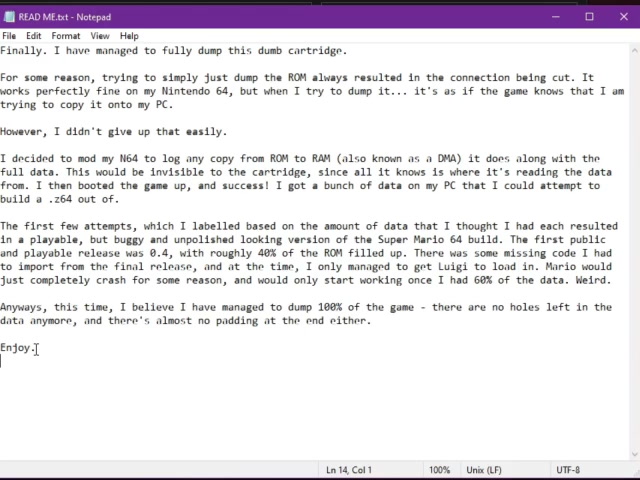 READ ME.txt - Notepad
File Edit Format View Help
Finally. I have managed to fully dump this dumb cartridge.
For some reason, trying to simply just dump the ROM always resulted in the connection being cut. It
works perfectly fine on my Nintendo 64, but when I try to dump it... it's as if the game knows that I am
trying to copy it onto my PC.
However, I didn't give up that easily.
I decided to mod my N64 to log any copy from ROM to RAM (also known as a DMA) it does along with the
full data. This would be invisible to the cartridge, since all it knows is where it's reading the data
from. I then booted the game up, and success! I got a bunch of data on my PC that I could attempt to
build a .z64 out of.
The first few attempts, which I labelled based on the amount of data that I thought I had each resulted
in a playable, but buggy and unpolished looking version of the Super Mario 64 build. The first public
and playable release was 0.4, with roughly 40% of the ROM filled up. There was some missing code I had
to import from the final release, and at the time, I only managed to get Luigi to load in. Mario would
just completely crash for some reason, and would only start working once I had 60% of the data. Weird.
Anyways, this time, I believe I have managed to dump 100% of the game - there are no holes left in the
data anymore, and there's almost no padding at the end either.
Enjoy.
Ln 14, Col 1 100% Unix (LF) UTF-8